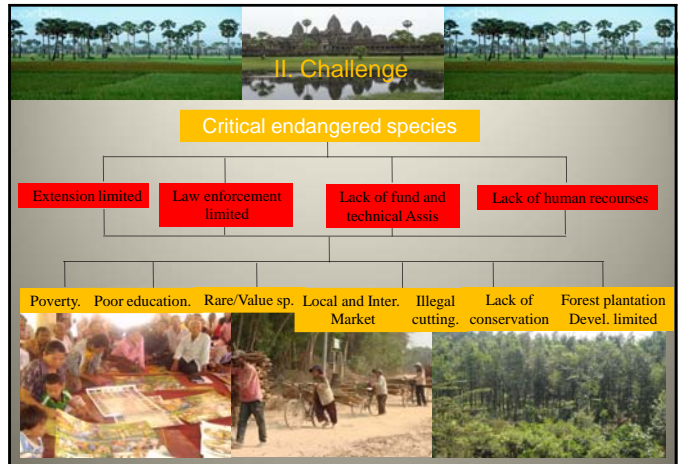 II. Challenge
Critical endangered species
Extension limited
Law enforcement
limited
Lack of fund and
technical Assis
Lack of human recourses
Poverty.
Poor education.
Rare/Value sp.
Local and Inter.
Market
Illegal
cutting.
Lack of
conservation
Forest plantation
Devel. limited